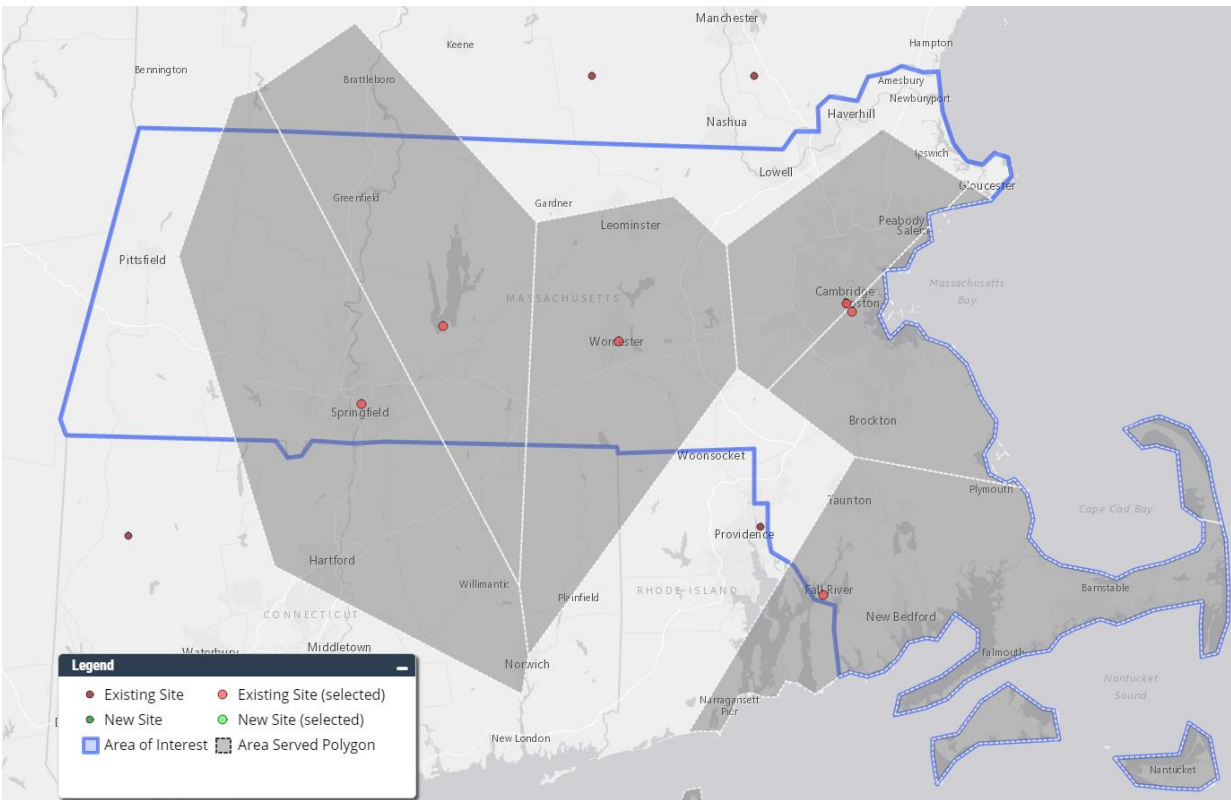 Manchester
Keene
Hampton
Bennington
Brattleboro
Amesbury
Newburyport
Haverhill
Nashua
Ipswich
Lowell
Gloucester
Greenfield
Gardner
Leominster
Peabody
Salem
Pittsfield
MASSACHUSETTS
Massachusetts
Bay
Cambridge
Boston
Worcester
Springfield
Brockton
Woonsocket
Plymouth
Taunton
Cape Cod
Bay
Providence
Hartford
Willimantic
Plainfield
RHODE ISLAND
Fall River
Barnstable
New Bedford
CONNECTICUT
Waterbury
Middletown
Norwich
Falmouth
Nantucket
Sound
Narragansett
Pier
New London
Nantucket
Legend
Existing Site
Existing Site (selected)
New Site
New Site (selected)
Area of Interest
Area Served Polygon